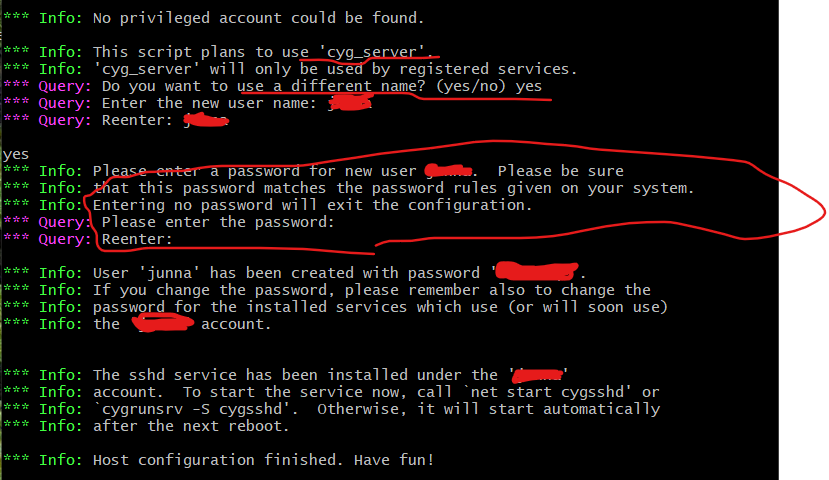 *** Info: No privileged account could be found.
*** Info: This script plans to use 'cyg_server'.
*** Info: 'cyg_server' will only be used by registered services.
*** Query: Do you want to use a different name? (yes/no) yes
*** Query: Enter the new user name:
*** Query: Reenter:
yes
*** Info: Please enter a password for new user . Please be sure
*** Info: that this password matches the password rules given on your system.
*** Info: Entering no password will exit the configuration.
*** Query: Please enter the password:
*** Query: Reenter:
*** Info: User 'junna' has been created with password '.
*** Info: If you change the password, please remember also to change the
*** Info: password for the installed services which use (or will soon use)
*** Info: the account.
*** Info: The sshd service has been installed under the ' '
*** Info: account. To start the service now, call `net start cygsshd' or
*** Info: `cygrunsrv -S cygsshd'. Otherwise, it will start automatically
*** Info: after the next reboot.
*** Info: Host configuration finished. Have fun!